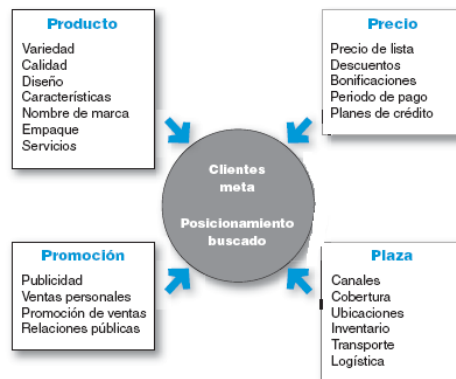 Producto
Variedad
Calidad
Diseño
Características
Nombre de marca
Empaque
Servicios
Precio
Precio de lista
Descuentos
Bonificaciones
Periodo de pago
Planes de crédito
Clientes
meta
Posicionamiento
buscado
Promoción
Publicidad
Ventas personales
Promoción de ventas
Relaciones públicas
Plaza
Canales
Cobertura
Ubicaciones
Inventario
Transporte
Logística